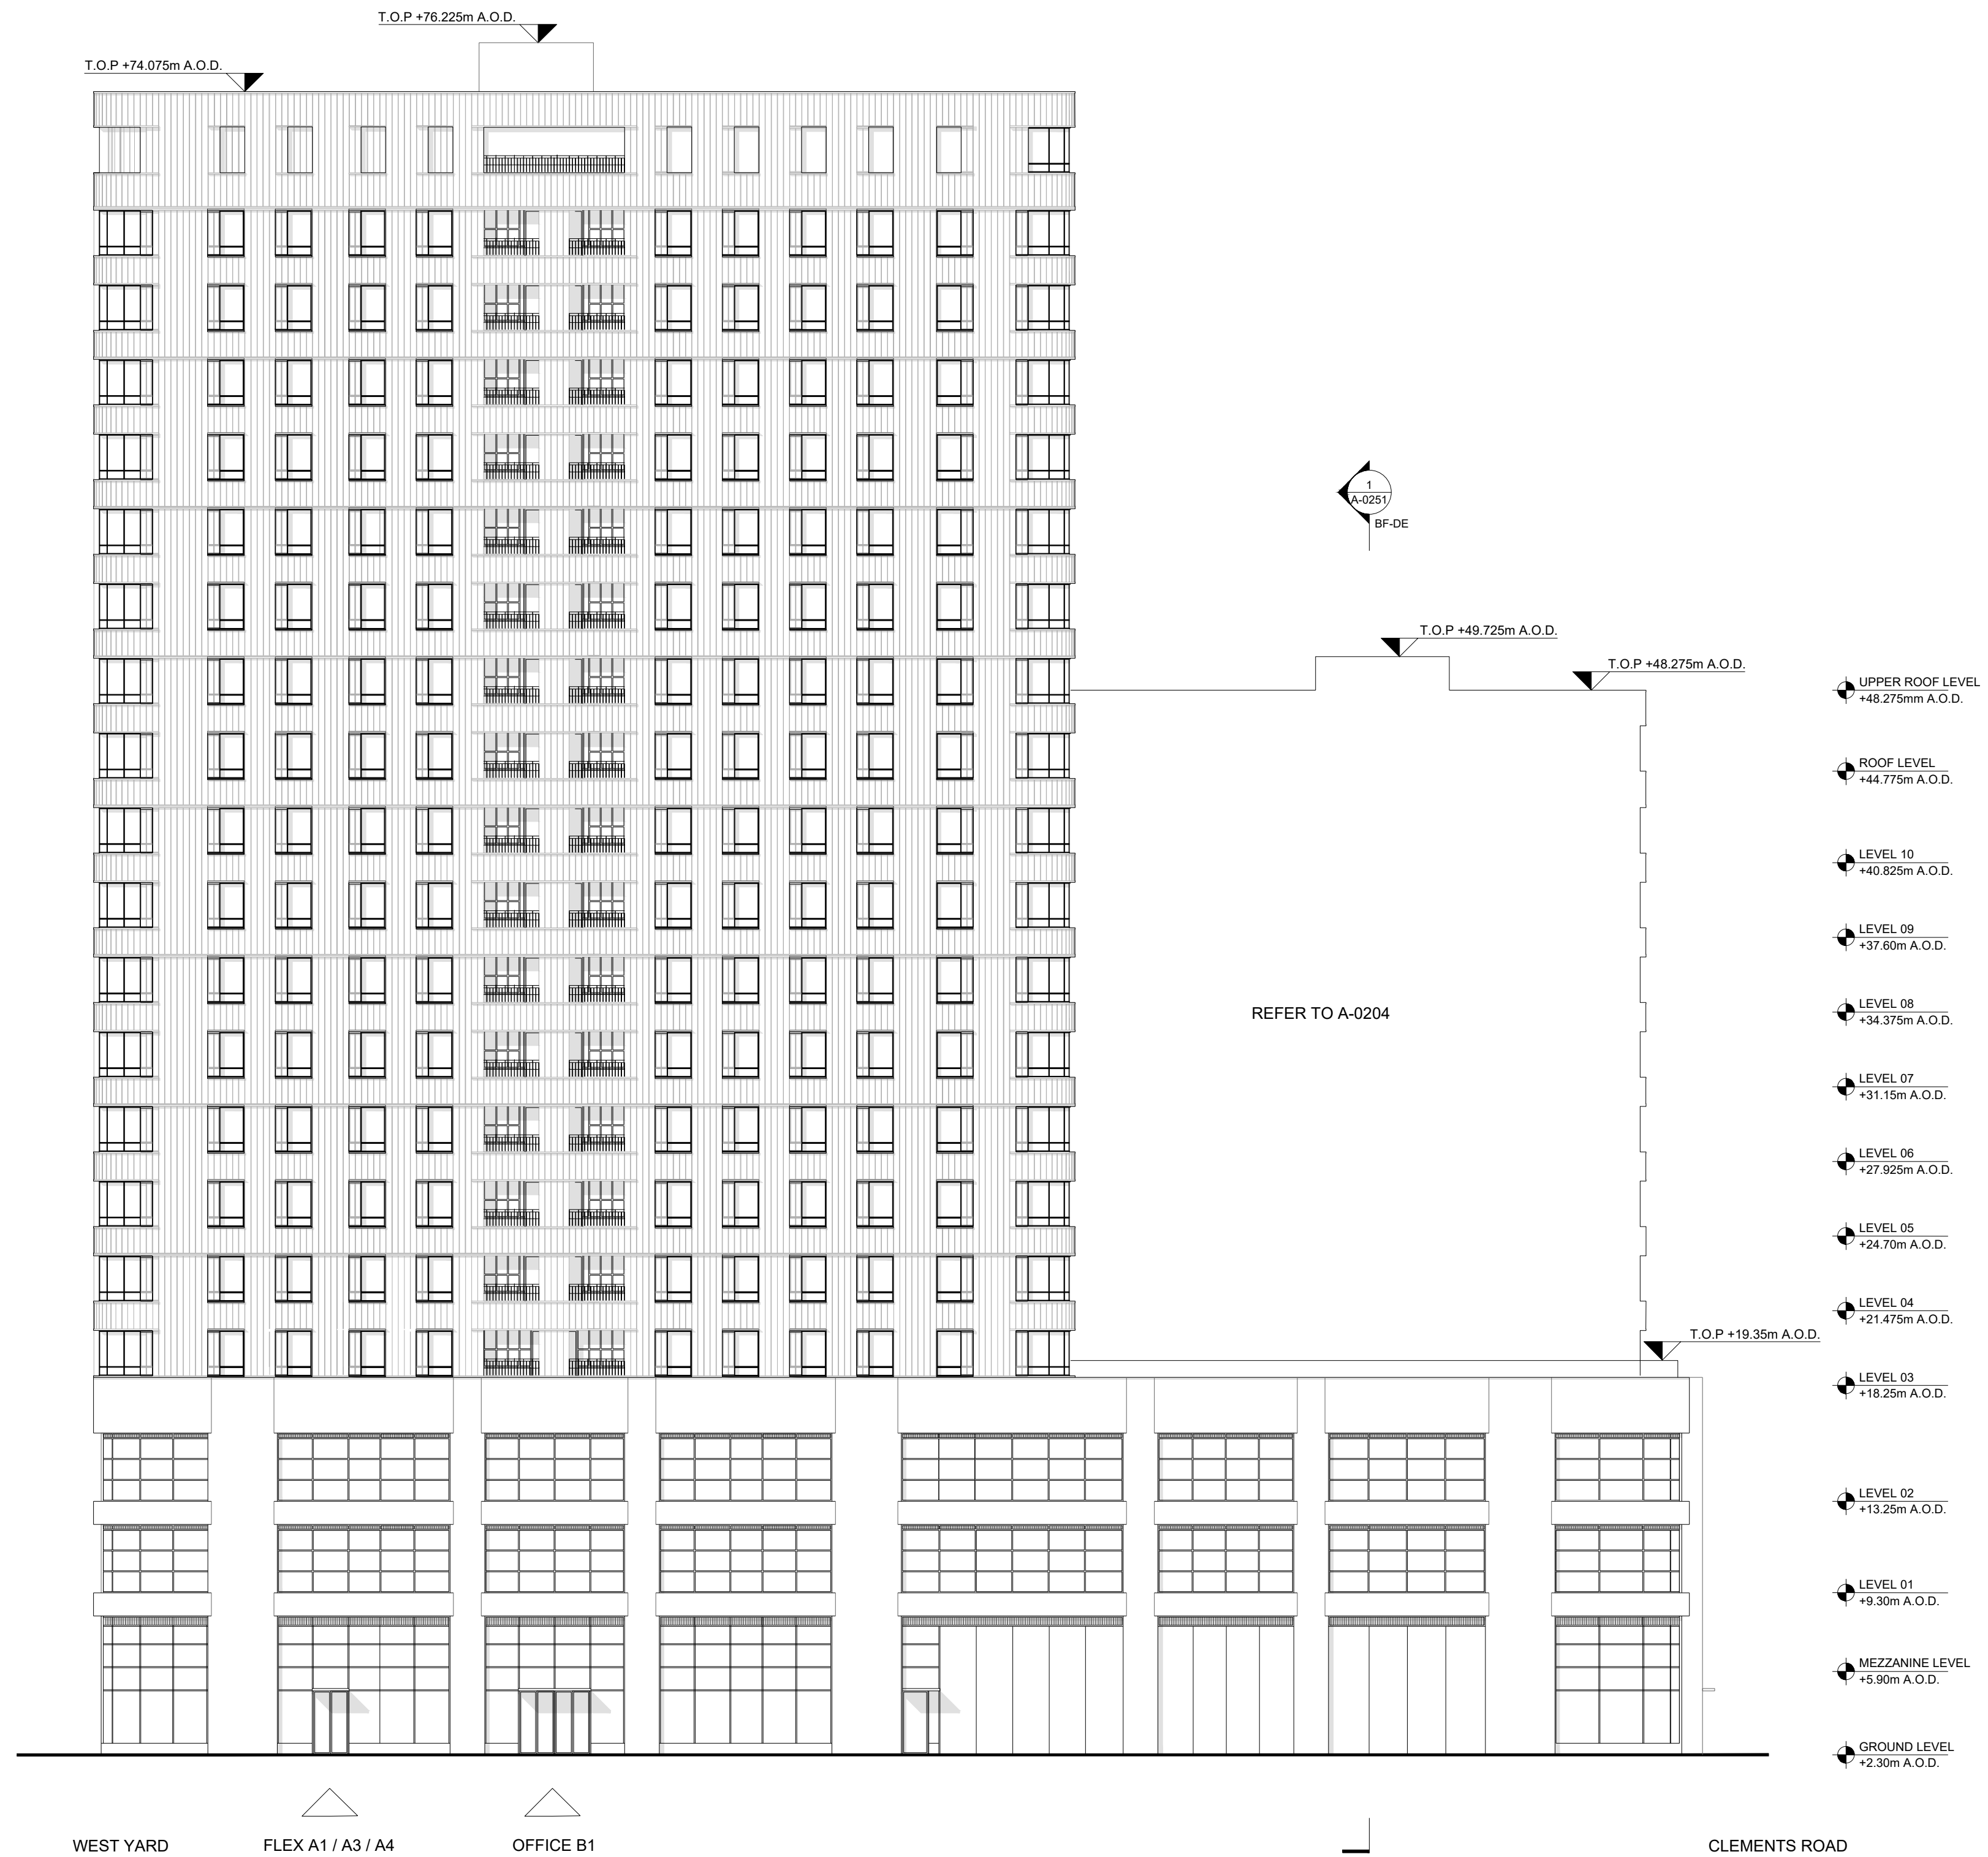 T.O.P +76.225m A.O.D.
T.O.P +74.075m A.O.D.
1
A-0251
BF-DE
T.O.P +49.725m A.O.D.
T.O.P +48.275m A.O.D.
UPPER ROOF LEVEL
+48.275mm A.O.D.
ROOF LEVEL
+44.775m A.O.D.
LEVEL 10
+40.825m A.O.D.
LEVEL 09
+37.60m A.O.D.
LEVEL 08
+34.375m A.O.D.
REFER TO A-0204
LEVEL 07
+31.15m A.O.D.
LEVEL 06
+27.925m A.O.D.
LEVEL 05
+24.70m A.O.D.
LEVEL 04
+21.475m A.O.D.
T.O.P +19.35m A.O.D.
LEVEL 03
+18.25m A.O.D.
LEVEL 02
+13.25m A.O.D.
LEVEL 01
+9.30m A.O.D.
MEZZANINE LEVEL
+5.90m A.O.D.
GROUND LEVEL
+2.30m A.O.D.
WEST YARD
FLEX A1 / A3 / A4
OFFICE B1
CLEMENTS ROAD